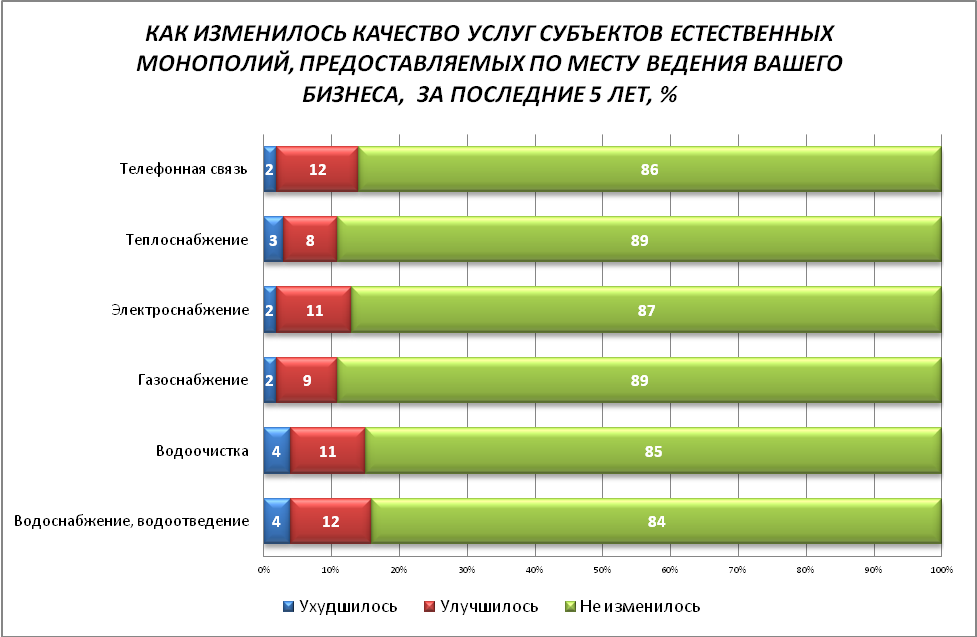 КАК ИЗМЕНИЛОСЬ КАЧЕСТВО УСЛУГ СУБЪЕКТОВ ЕСТЕСТВЕННЫХ
МОНОПОЛИЙ, ПРЕДОСТАВЛЯЕМЫХ ПО МЕСТУ ВЕДЕНИЯ ВАШЕГО
БИЗНЕСА, ЗА ПОСЛЕДНИЕ 5 ЛЕТ, %
Телефонная связь 2 12 86
Теплоснабжение 3 8 89
Электроснабжение 2 11 87
Газоснабжение 2 9 89
Водоочистка 4 11 85
Водоснабжение, водоотведение 4 12 84
0% 10% 20% 30% 40% 50% 60% 70% 80% 90% 100%
Ухудшилось Улучшилось Не изменилось